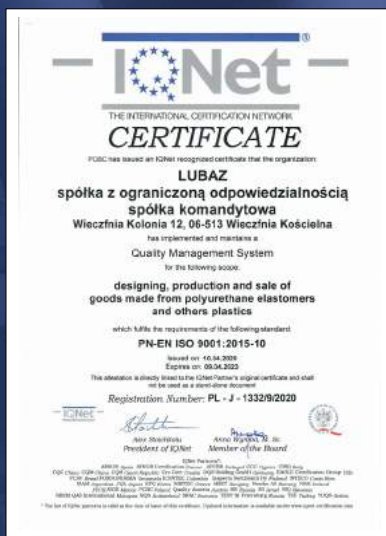 IQNet
®
THE INTERNATIONAL CERTIFICATION NETWORK
CERTIFICATE
PCBC has issued an IQNet recognized certificate that the organization:
LUBAZ
spółka z ograniczoną odpowiedzialnością
spółka komandytowa
Wieczfnia Kolonia 12, 06-513 Wieczfnia Kościelna
has implemented and maintains a
Quality Management System
for the following scope:
designing, production and sale of
goods made from polyurethane elastomers
and others plastics
which fulfils the requirements of the following standard:
PN-EN ISO 9001:2015-10
Issued on: 10.04.2020
Expires on: 09.04.2023
This attestation is directly linked to the IQNet Partner's original certificate and shall
not be used as a stand-alone document
Registration Number: PL - J - 1332/9/2020
IQNet
Alex Stoichitoiu
President of IQNet
Anna
M. Sc.
Member of the Board
IQNet Partners*: